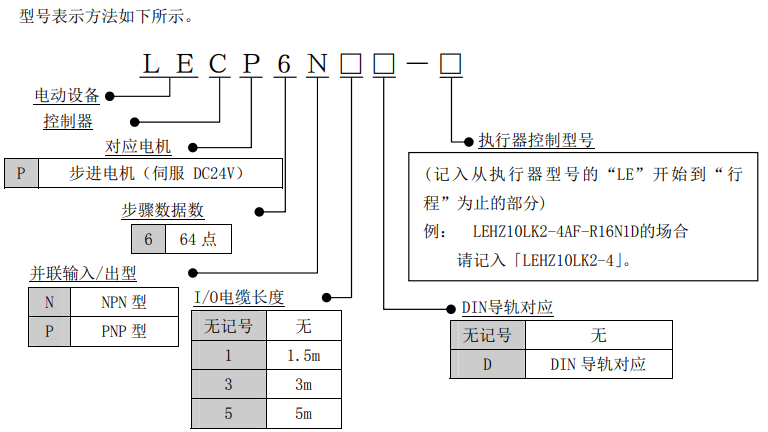 型号表示方法如下所示。
LECP6N□□-□
电动设备
控制器
对应电机
P 步进电机（伺服 DC24V）
步骤数据数
6 64 点
并联输入/出型
N NPN 型
P PNP 型
I/O电缆长度
无记号 无
1 1.5m
3 3m
5 5m
执行器控制型号
(记入从执行器型号的“LE”开始到“行
程”为止的部分)
例： LEHZ10LK2-4AF-R16N1D的场合
请记入「LEHZ10LK2-4」。
DIN导轨对应
无记号 无
D DIN 导轨对应